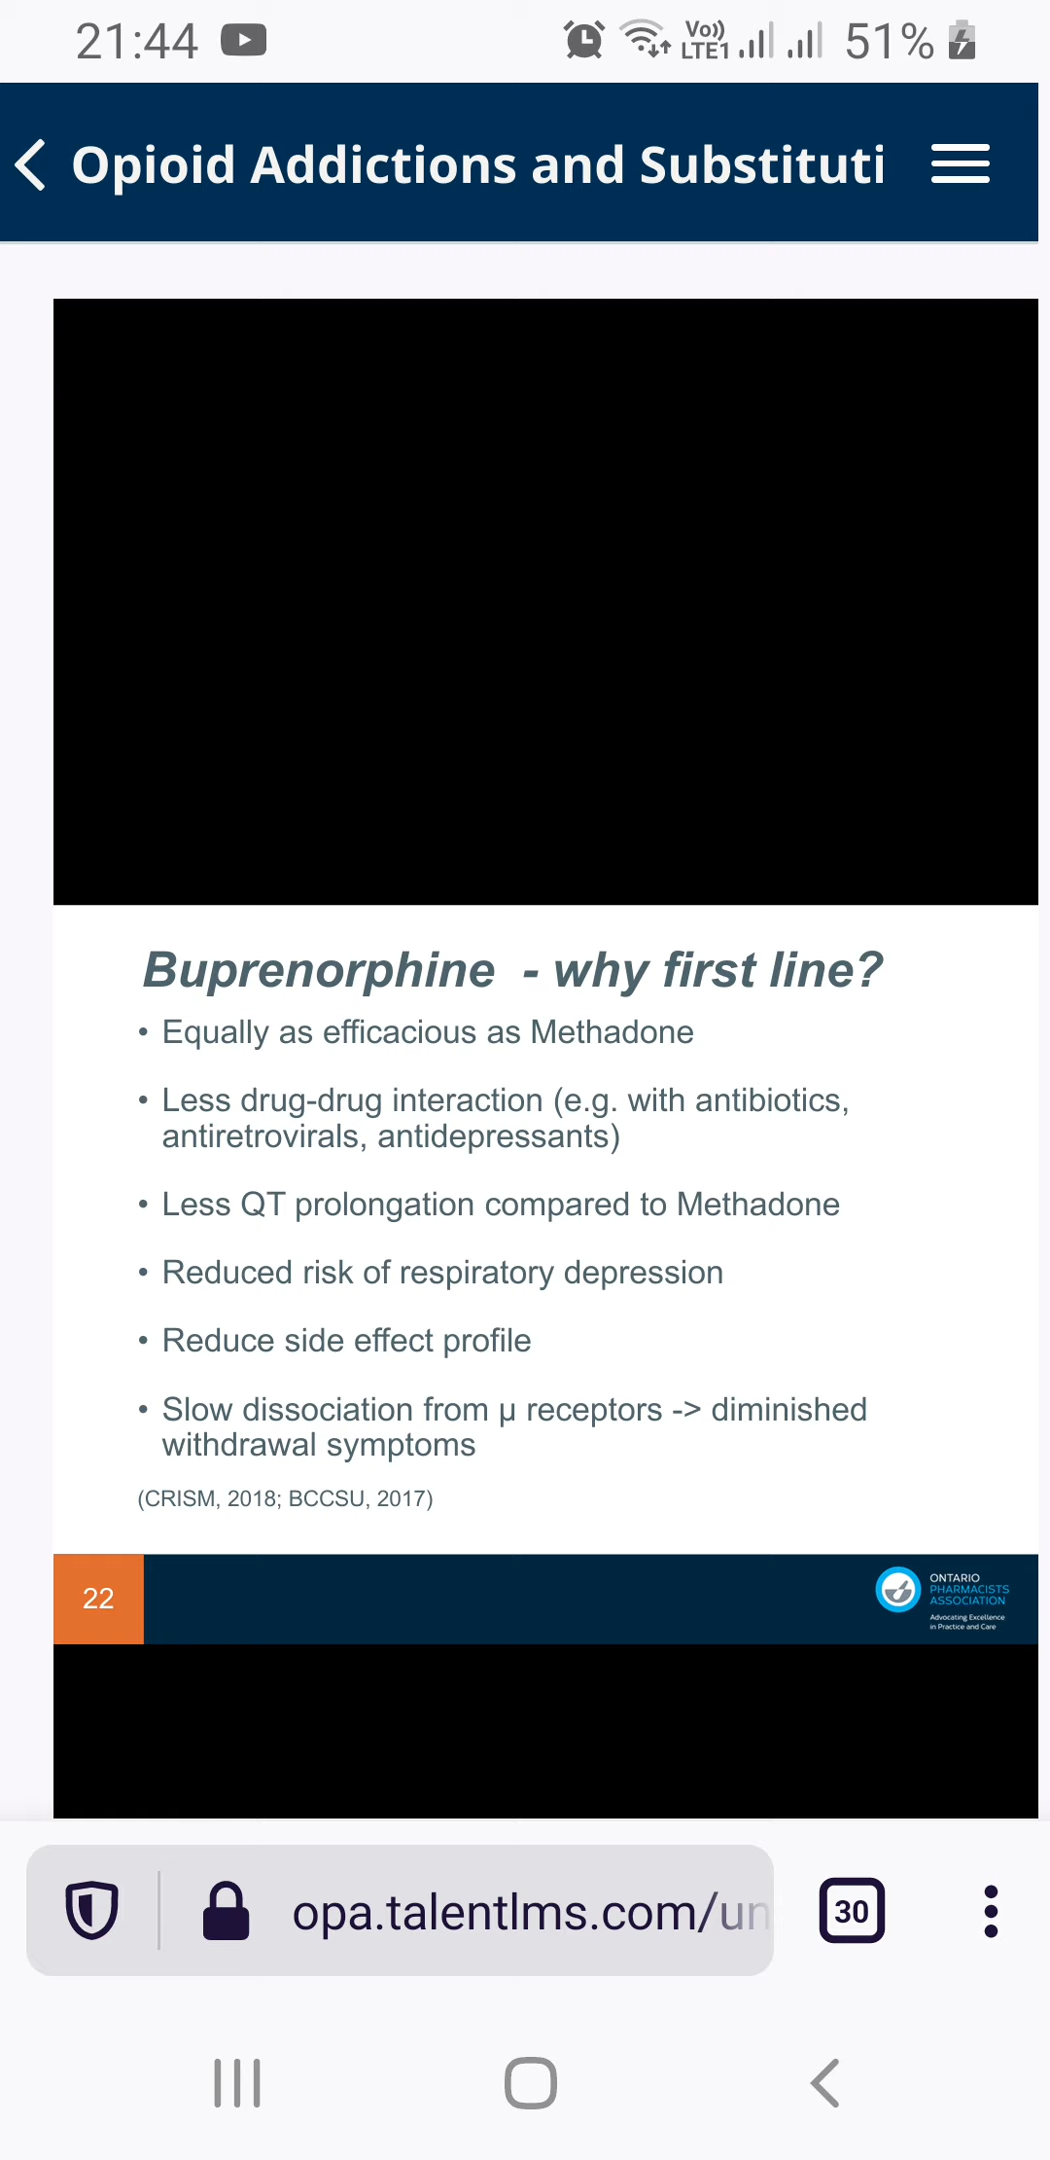 21:44
Vo)) LTE1 51%
Opioid Addictions and Substituti
Buprenorphine - why first line?
• Equally as efficacious as Methadone
• Less drug-drug interaction (e.g. with antibiotics,
antiretrovirals, antidepressants)
• Less QT prolongation compared to Methadone
• Reduced risk of respiratory depression
• Reduce side effect profile
• Slow dissociation from µ receptors -> diminished
withdrawal symptoms
(CRISM, 2018; BCCSU, 2017)
22
ONTARIO
PHARMACISTS
ASSOCIATION
Advocating Excellence
in Practice and Care
opa.talentlms.com/un
30